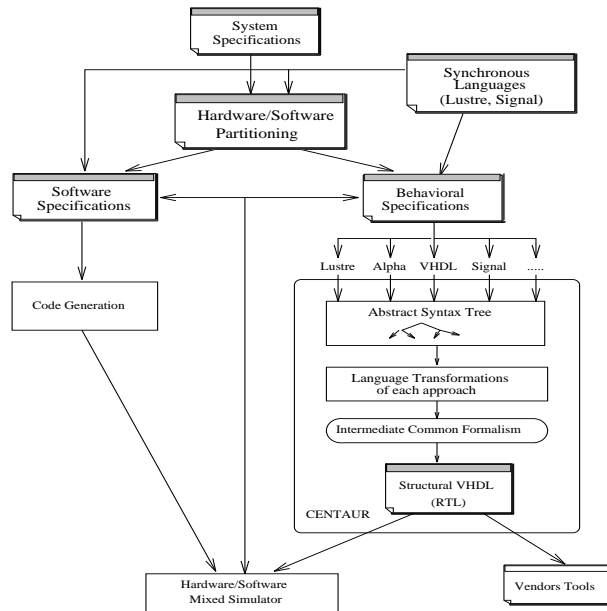 System
Specifications
Synchronous
Languages
(Lustre, Signal)
Hardware/Software
Partitioning
Software
Specifications
Behavioral
Specifications
Lustre Alpha VHDL Signal .....
Code Generation
Abstract Syntax Tree
Language Transformations
of each approach
Intermediate Common Formalism
Structural VHDL
(RTL)
CENTAUR
Hardware/Software
Mixed Simulator
Vendors Tools